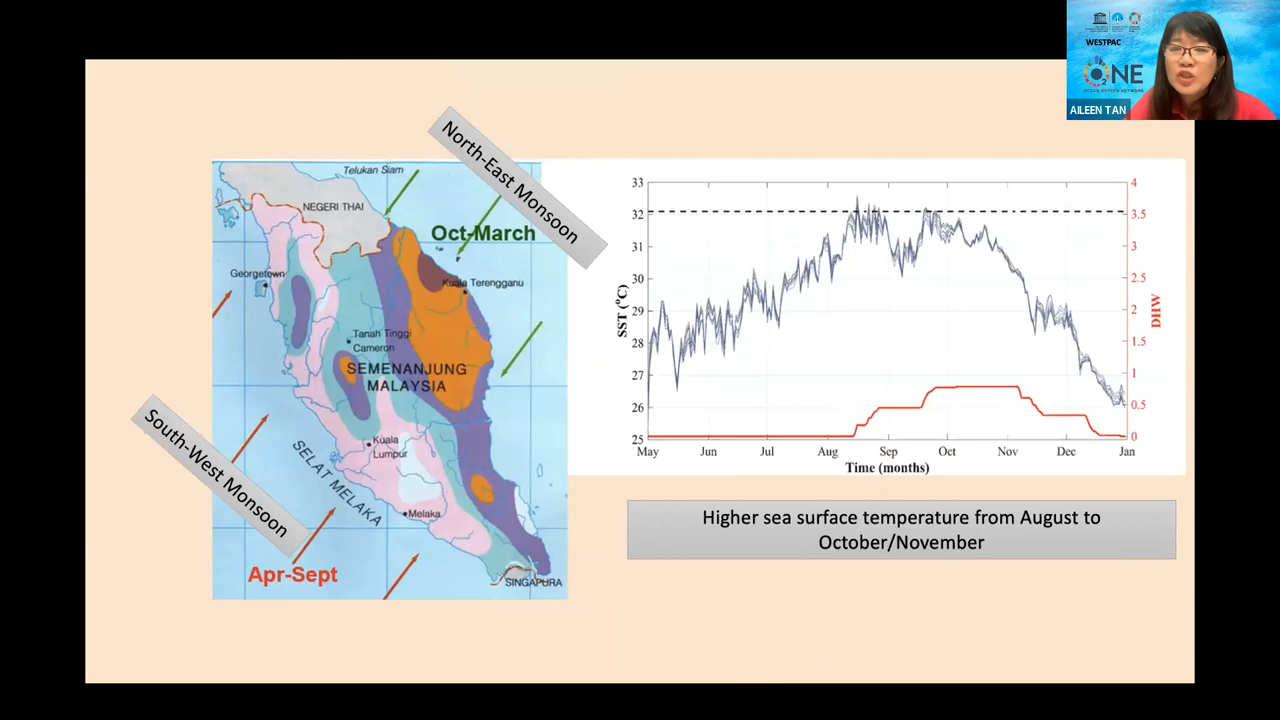 WESTPAC
ONE
2
OCEAN OXYGEN NETWORK
AILEEN TAN
North-East Monsoon
Oct-March
Telukan Siam
NEGERI THAI
Georgetown
Kuala Terengganu
Tanah Tinggi
Cameron
SEMENANJUNG
MALAYSIA
Kuala
Lumpur
SELAT MELAKA
Melaka
SINGAPURA
South-West Monsoon
Apr-Sept
33
32
31
30
29
28
27
26
25
SST (°C)
4
3.5
3
2.5
2
1.5
1
0.5
0
DHW
May Jun Jul Aug Sep Oct Nov Dec Jan
Time (months)
Higher sea surface temperature from August to
October/November